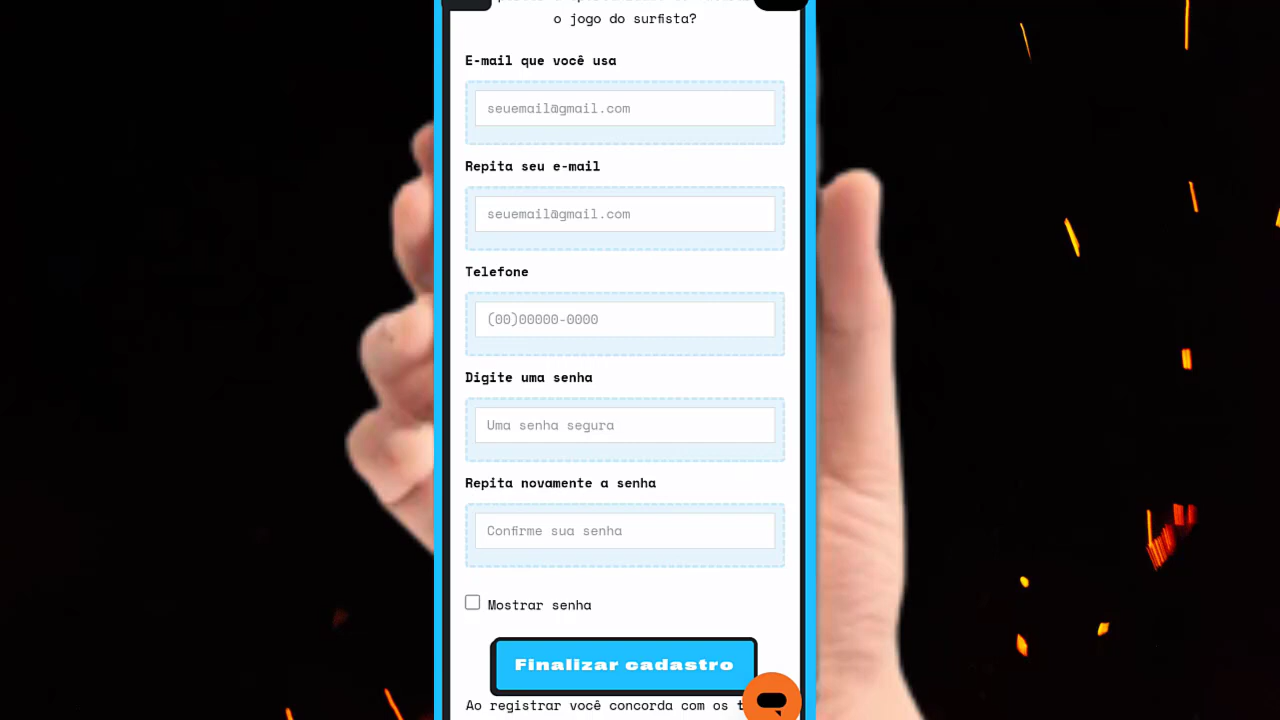 o jogo do surfista?
E-mail que você usa
seuemail@gmail.com
Repita seu e-mail
seuemail@gmail.com
Telefone
(00)00000-0000
Digite uma senha
Uma senha segura
Repita novamente a senha
Confirme sua senha
Mostrar senha
Finalizar cadastro
Ao registrar você concorda com os